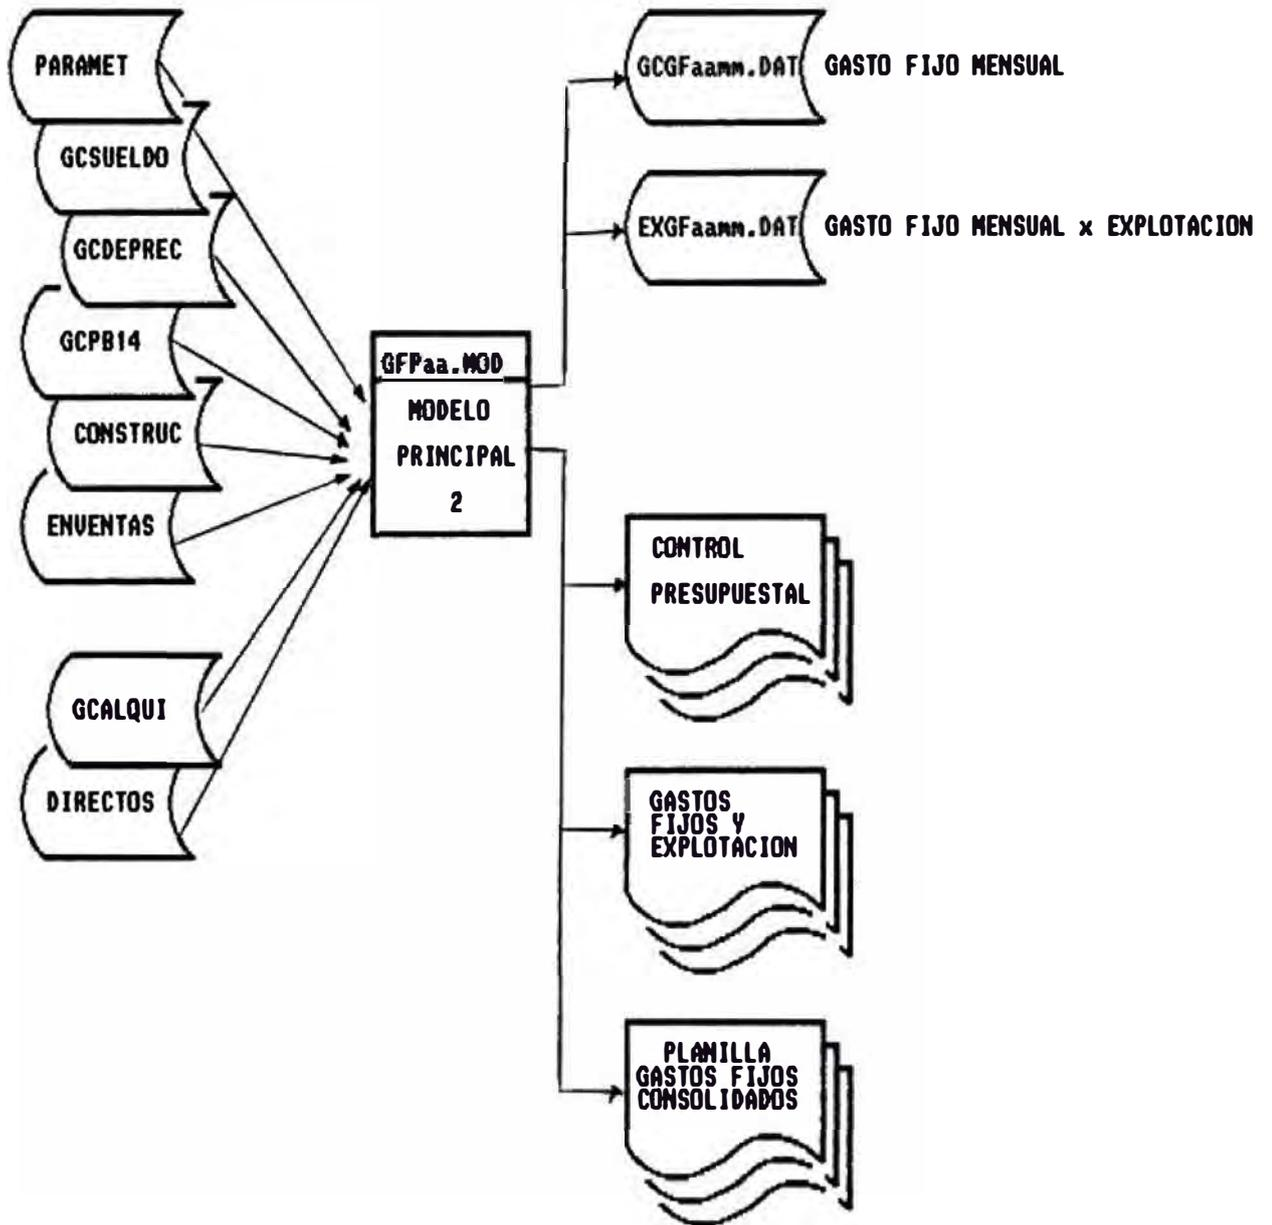 PARAMET
GCSUELDO
GCDEPREC
GCPB14
CONSTRUC
ENVENTAS
GCALQUI
DIRECTOS
GFPaa.MOD
MODELO
PRINCIPAL
2
GCGFaamm.DAT GASTO FIJO MENSUAL
EXGFaamm.DAT GASTO FIJO MENSUAL x EXPLOTACION
CONTROL
PRESUPUESTAL
GASTOS
FIJOS Y
EXPLOTACION
PLANILLA
GASTOS FIJOS
CONSOLIDADOS